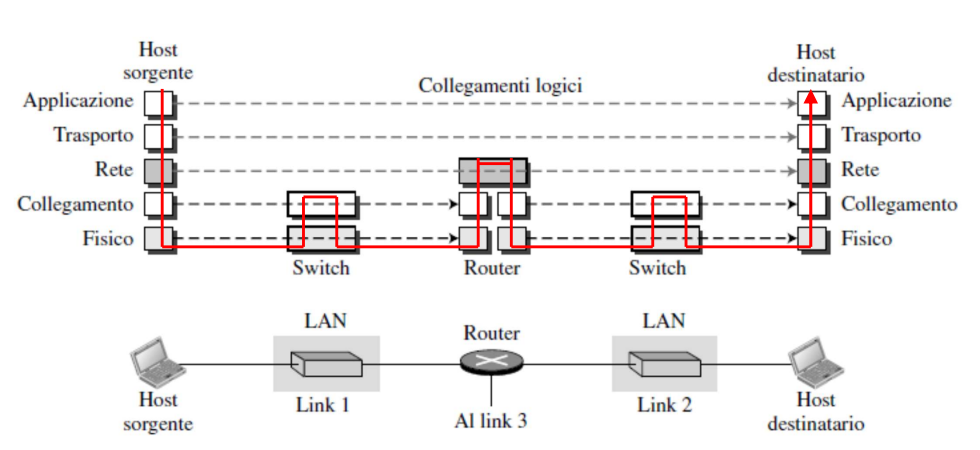 Host
sorgente
Host
destinatario
Collegamenti logici
Applicazione
Applicazione
Trasporto
Trasporto
Rete
Rete
Collegamento
Collegamento
Fisico
Fisico
Switch
Router
Switch
LAN
Router
LAN
Host
sorgente
Link 1
Al link 3
Link 2
Host
destinatario